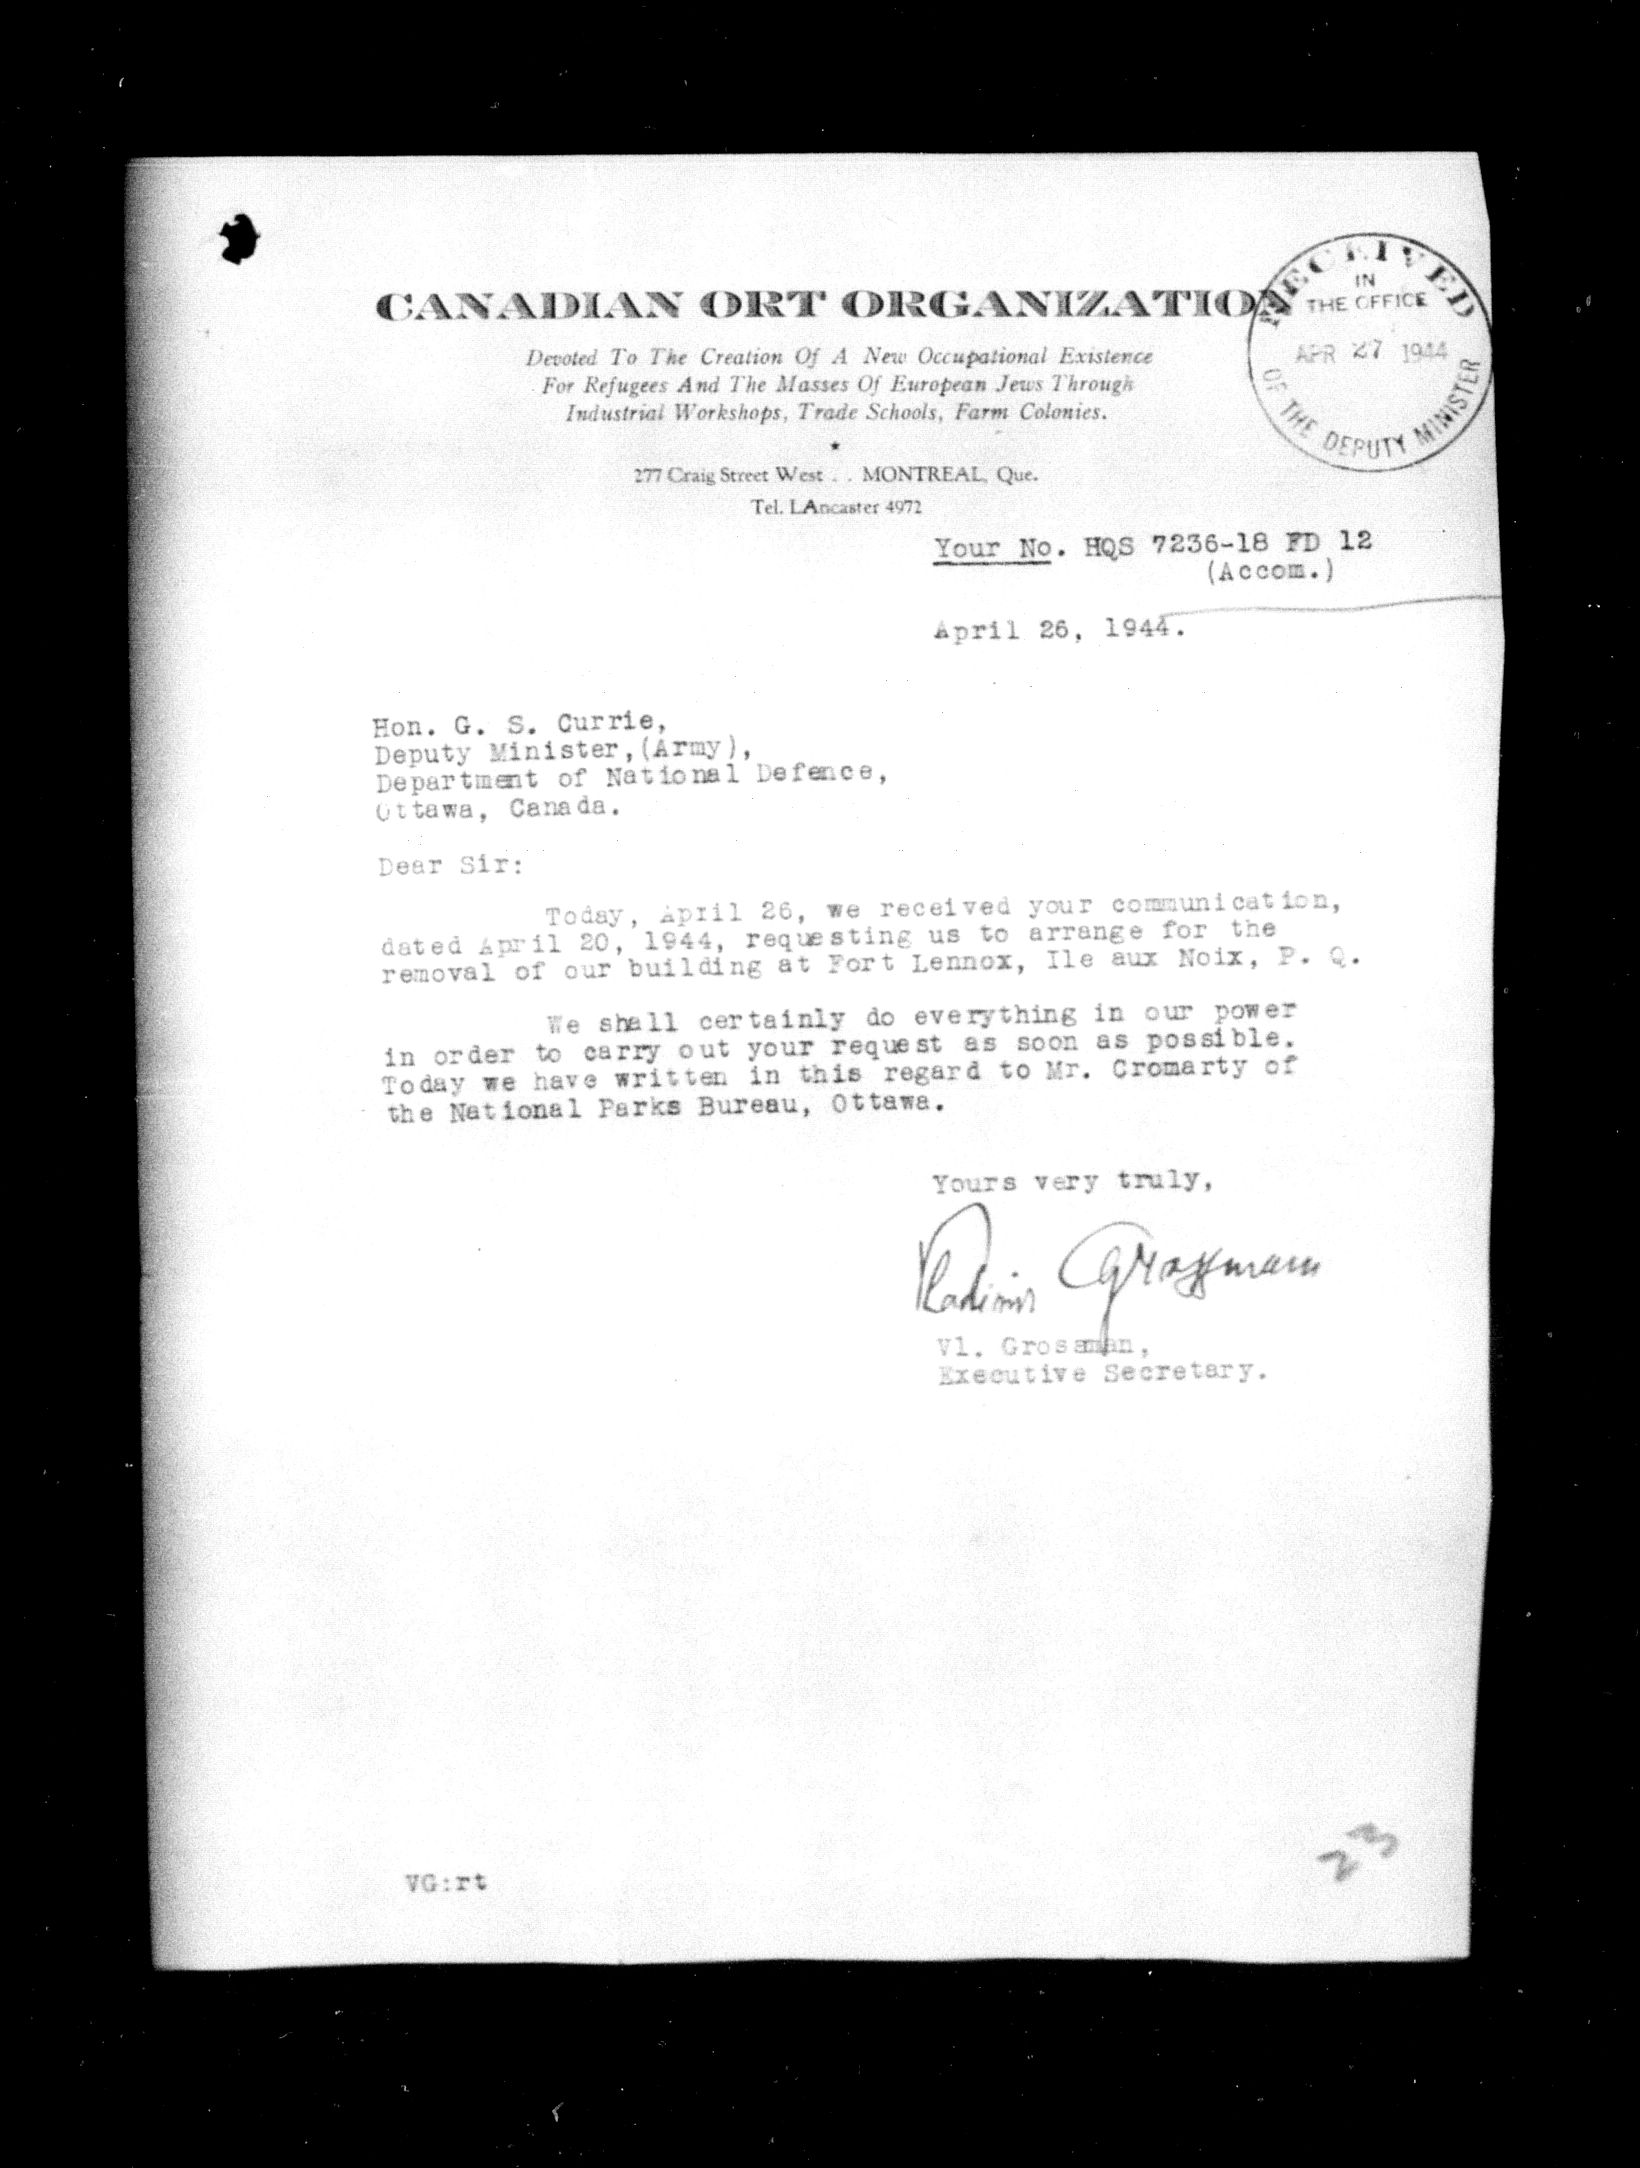 CANADIAN ORT ORGANIZATION
Devoted To The Creation Of A New Occupational Existence
For Refugees And The Masses Of European Jews Through
Industrial Workshops, Trade Schools, Farm Colonies.
277 Craig Street West . . MONTREAL, Que.
Tel. LAncaster 4972
RECEIVED
IN
THE OFFICE
APR 27 1944
OF THE DEPUTY MINISTER
Your No. HQS 7236-18 FD 12
(Accom.)
April 26, 1944.
Hon. G. S. Currie,
Deputy Minister,(Army),
Department of National Defence,
Ottawa, Canada.
Dear Sir:
Today, April 26, we received your communication,
dated April 20, 1944, requesting us to arrange for the
removal of our building at Fort Lennox, Ile aux Noix, P. Q.
We shall certainly do everything in our power
in order to carry out your request as soon as possible.
Today we have written in this regard to Mr. Cromarty of
the National Parks Bureau, Ottawa.
Yours very truly,
Vladimir Grossman
Vl. Grossman,
Executive Secretary.
VG:rt
23